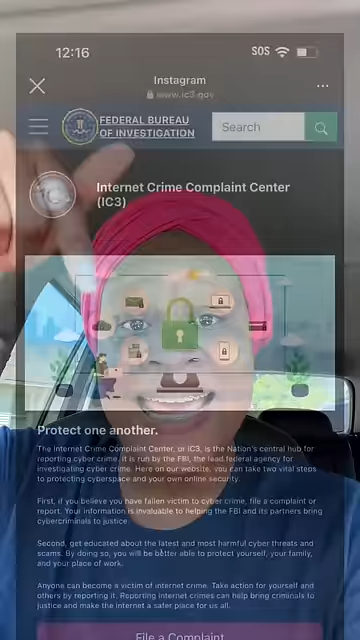 12:16
SOS
Instagram
www.ic3.gov
FEDERAL BUREAU
OF INVESTIGATION
Search
Internet Crime Complaint Center
(IC3)
Protect one another.
The Internet Crime Complaint Center, or IC3, is the Nation's central hub for
reporting cyber crime. It is run by the FBI, the lead federal agency for
investigating cyber crime. Here on our website, you can take two vital steps
to protecting cyberspace and your own online security.
First, if you believe you have fallen victim to cyber crime, file a complaint or
report. Your information is invaluable to helping the FBI and its partners bring
cybercriminals to justice.
Second, get educated about the latest and most harmful cyber threats and
scams. By doing so, you will be better able to protect yourself, your family,
and your place of work.
Anyone can become a victim of internet crime. Take action for yourself and
others by reporting it. Reporting internet crimes can help bring criminals to
justice and make the internet a safer place for us all.
File a Complaint